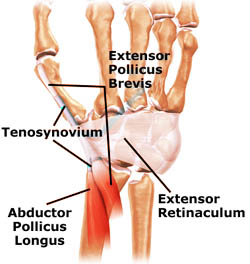 Extensor
Pollicus
Brevis
Tenosynovium
Abductor
Pollicus
Longus
Extensor
Retinaculum